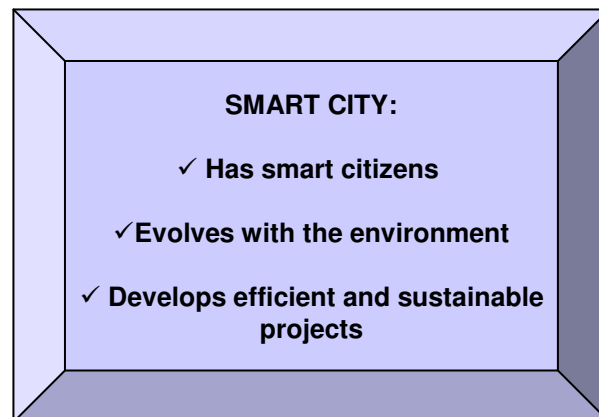 SMART CITY:
✓ Has smart citizens
✓Evolves with the environment
✓ Develops efficient and sustainable
projects